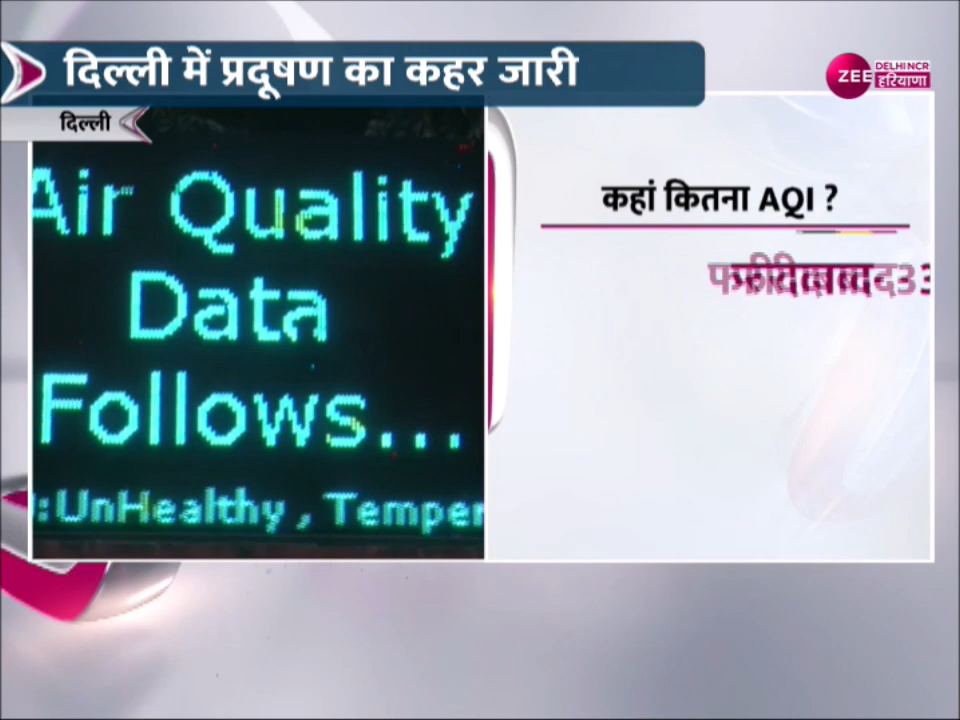 दिल्ली में प्रदूषण का कहर जारी
ZEE DELHI NCR हरियाणा
दिल्ली
Air Quality
Data
Follows...
:UnHealthy, Temper
कहां कितना AQI ?